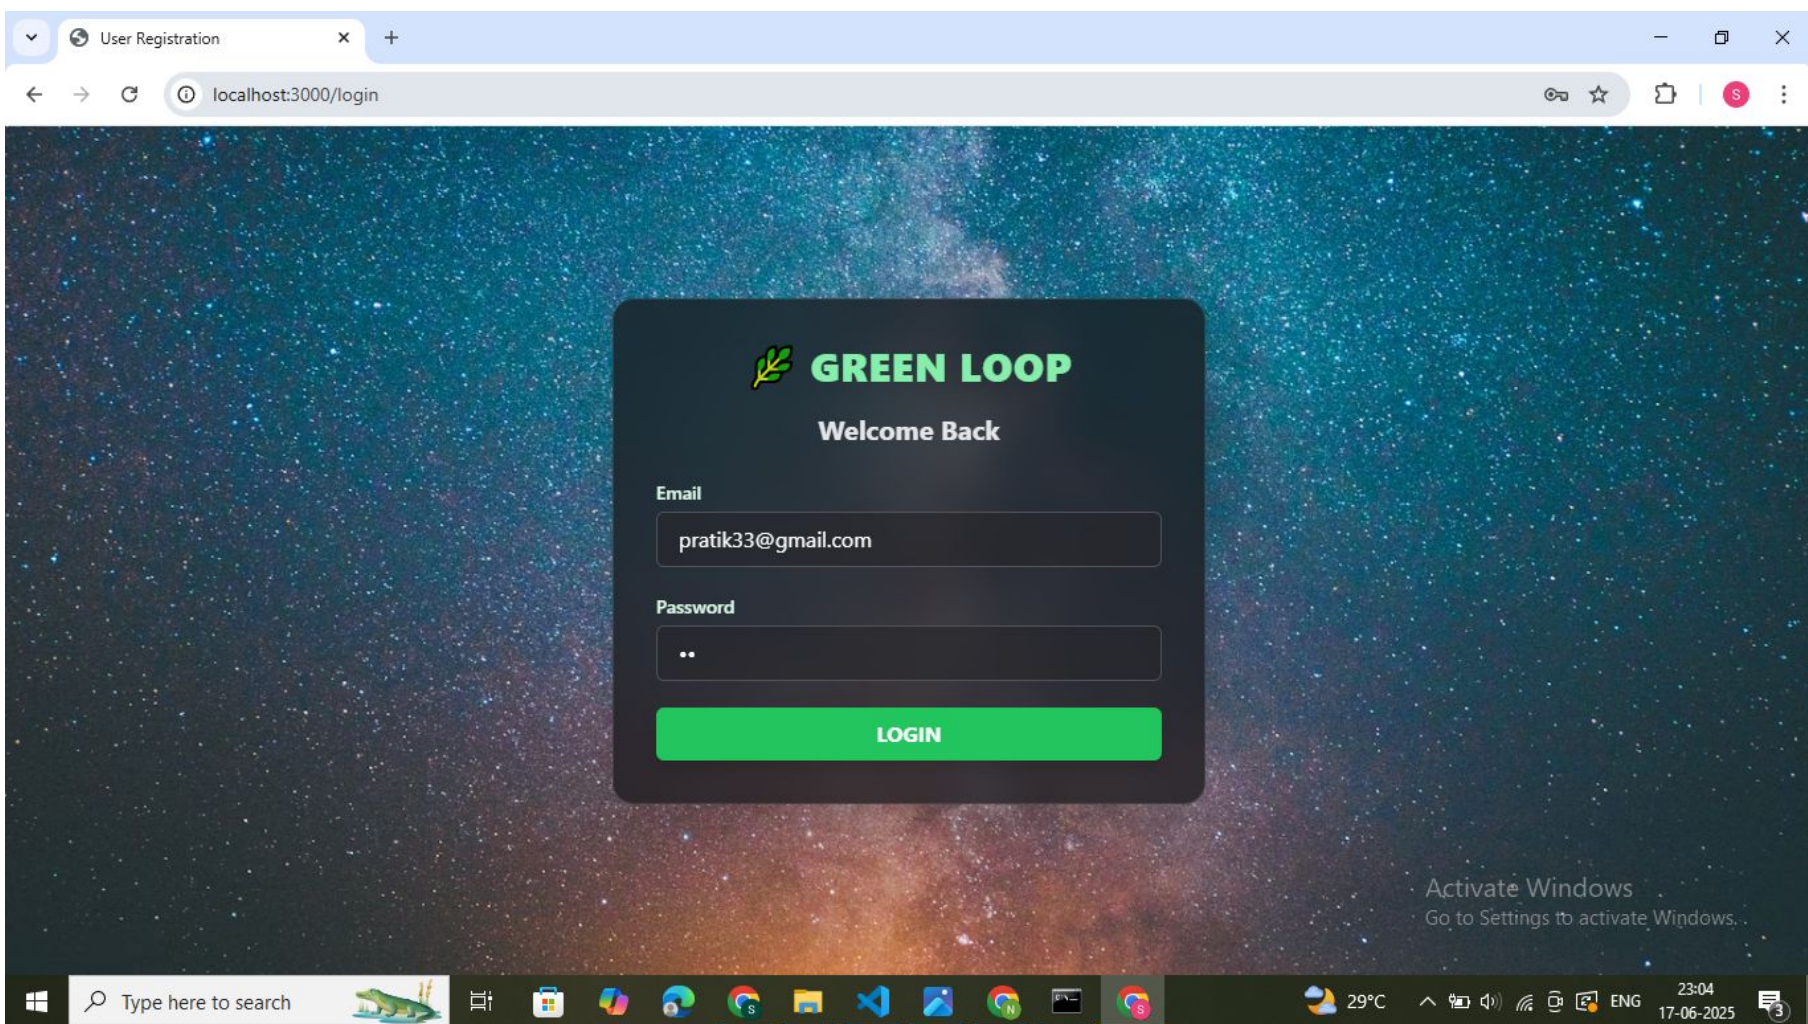 User Registration
localhost:3000/login
S
GREEN LOOP
Welcome Back
Email
pratik33@gmail.com
Password
••
LOGIN
Activate Windows
Go to Settings to activate Windows.
Type here to search
S
N
S
29°C
ENG
23:04
17-06-2025
3